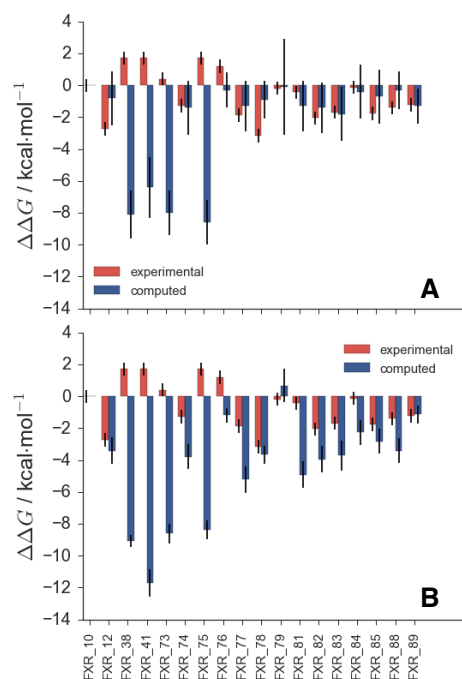 4
2
0
−2
−4
−6
−8
−10
−12
−14
ΔΔG / kcal·mol−1
experimental
computed
A
4
2
0
−2
−4
−6
−8
−10
−12
−14
ΔΔG / kcal·mol−1
experimental
computed
B
FXR_10
FXR_12
FXR_38
FXR_41
FXR_73
FXR_74
FXR_75
FXR_76
FXR_77
FXR_78
FXR_79
FXR_81
FXR_82
FXR_83
FXR_84
FXR_85
FXR_88
FXR_89